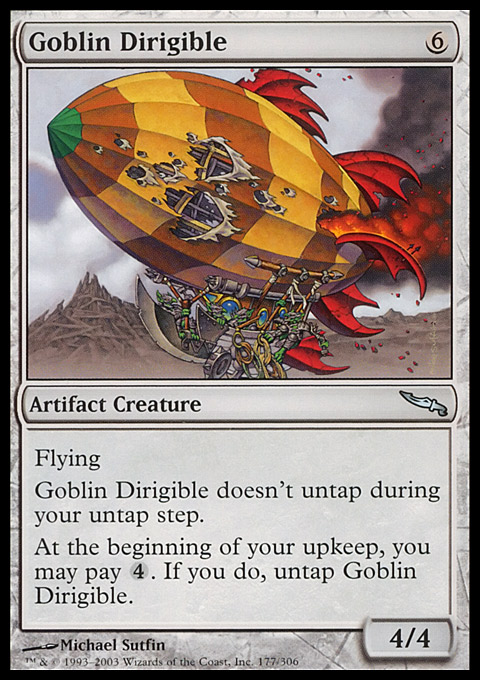 Goblin Dirigible 6
Artifact Creature
Flying
Goblin Dirigible doesn't untap during
your untap step.
At the beginning of your upkeep, you
may pay 4. If you do, untap Goblin
Dirigible.
4/4
Michael Sutfin
™ & © 1993–2003 Wizards of the Coast, Inc. 177/306